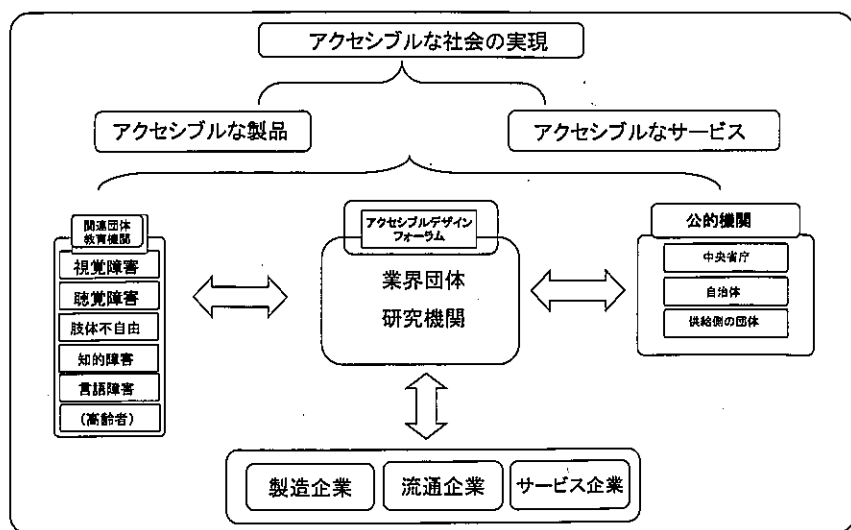 アクセシブルな社会の実現
アクセシブルな製品
アクセシブルなサービス
関連団体
教育機関
視覚障害
聴覚障害
肢体不自由
知的障害
言語障害
(高齢者)
アクセシブルデザイン
フォーラム
業界団体
研究機関
公的機関
中央省庁
自治体
供給側の団体
製造企業
流通企業
サービス企業